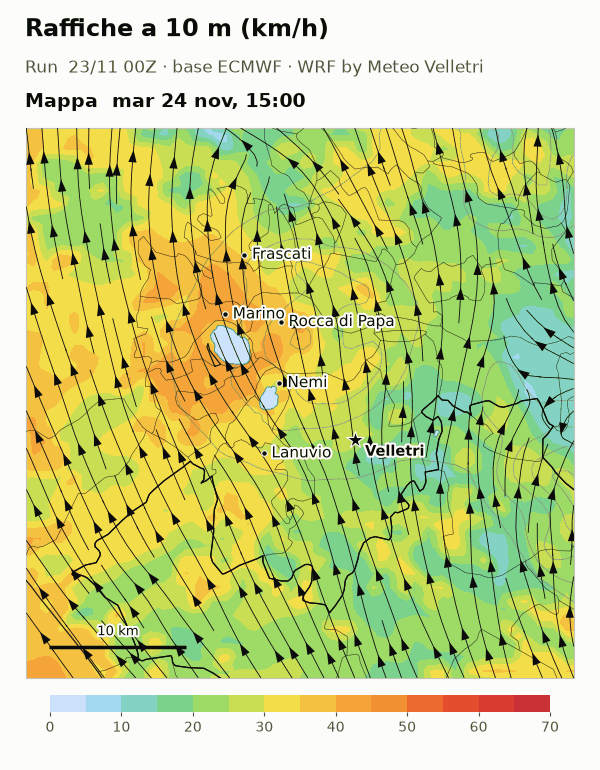 Raffiche a 10 m (km/h)
Run  23/11 00Z · base ECMWF · WRF by Meteo Velletri
Mappa  mar 24 nov, 15:00
Frascati
Marino
Rocca di Papa
Nemi
Velletri
Lanuvio
10 km
0 10 20 30 40 50 60 70